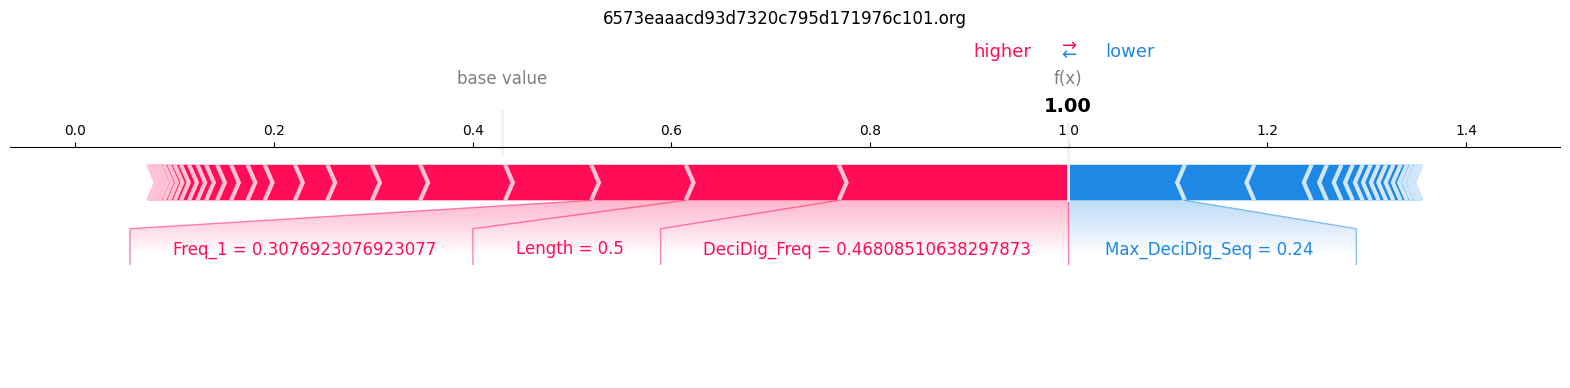 6573eaaacd93d7320c795d171976c101.org
higher ⇄ lower
base value f(x)
1.00
0.0 0.2 0.4 0.6 0.8 1.0 1.2 1.4
Freq_1 = 0.3076923076923077 Length = 0.5 DeciDig_Freq = 0.46808510638297873 Max_DeciDig_Seq = 0.24